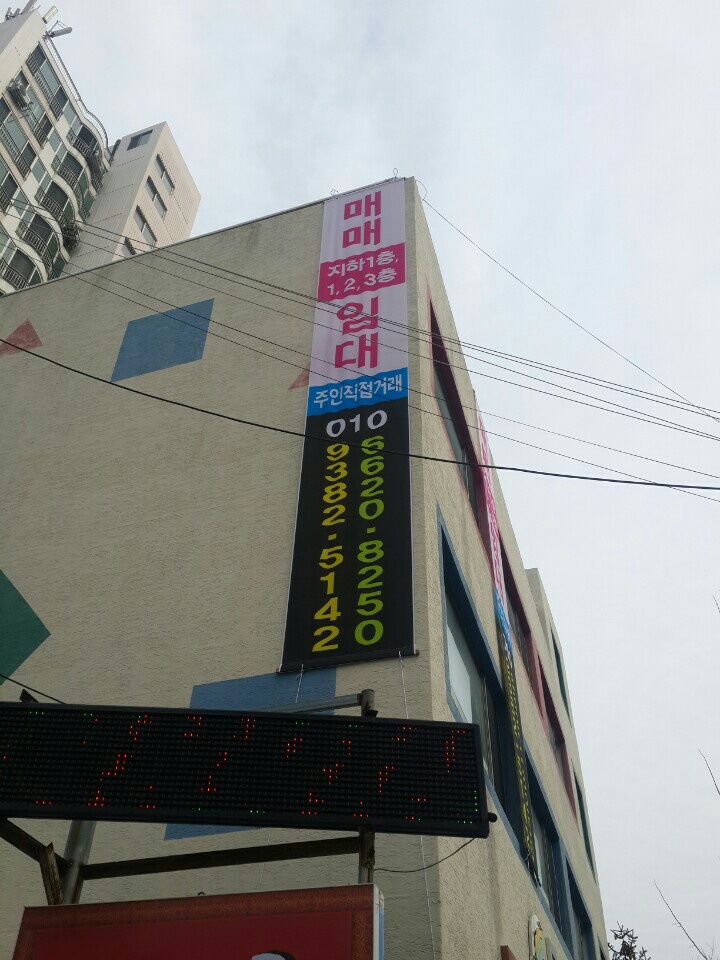 매매
지하1층,
1, 2, 3층
임대
주인직접거래
010
9382-5142
5620-8250